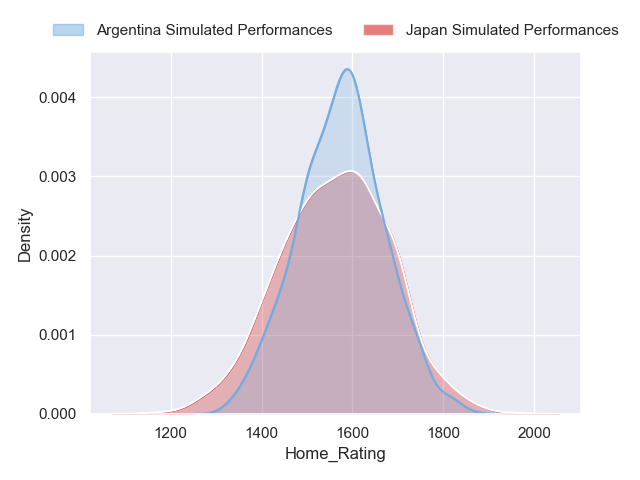 Argentina Simulated Performances Japan Simulated Performances
0.004
0.003
0.002
0.001
0.000
Density
1200 1400 1600 1800 2000
Home_Rating